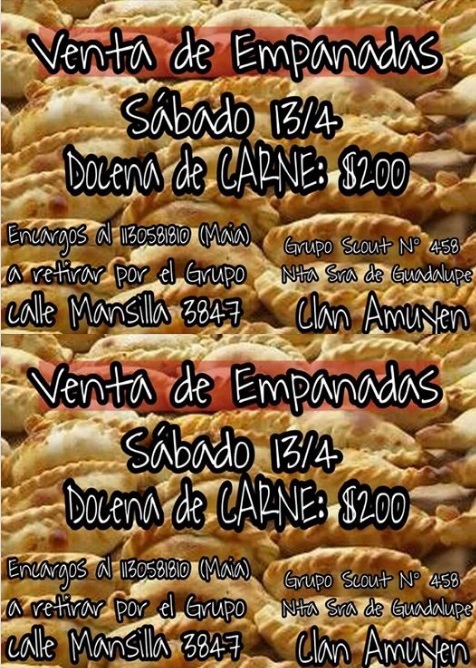 Venta de Empanadas
Sábado 13/4
Docena de CARNE: $200
Encargos al 1130581810 (Maia)
a retirar por el Grupo
calle Mansilla 3847
Grupo Scout N° 458
Nta Sra de Guadalupe
Clan Amuyen
Venta de Empanadas
Sábado 13/4
Docena de CARNE: $200
Encargos al 1130581810 (Maia)
a retirar por el Grupo
calle Mansilla 3847
Grupo Scout N° 458
Nta Sra de Guadalupe
Clan Amuyen